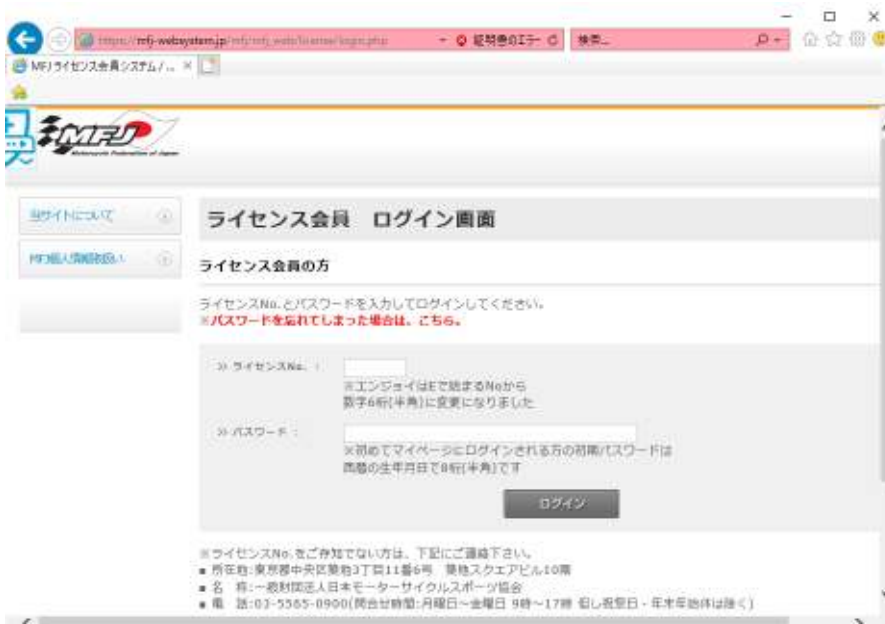 https://mfj-websystem.jp/mfj/mfj_web/license/login.php
証明書のエラー
検索...
MFJライセンス会員システム / ...
MFJ
Motorcycle Federation of Japan
当サイトについて
MFJ個人情報取扱い
ライセンス会員 ログイン画面
ライセンス会員の方
ライセンスNo.とパスワードを入力してログインしてください。
※パスワードを忘れてしまった場合は、こちら。
>> ライセンスNo. :
※エンジョイはEで始まるNoから
数字6桁(半角)に変更になりました
>> パスワード :
※初めてマイページにログインされる方の初期パスワードは
西暦の生年月日で8桁(半角)です
ログイン
※ライセンスNo.をご存知でない方は、下記にご連絡下さい。
■ 所在地:東京都中央区築地3丁目11番6号 築地スクエアビル10階
■ 名 称:一般財団法人日本モーターサイクルスポーツ協会
■ 電 話:03-5565-0900(問合せ時間:月曜日~金曜日 9時~17時 但し祝祭日・年末年始休は除く)